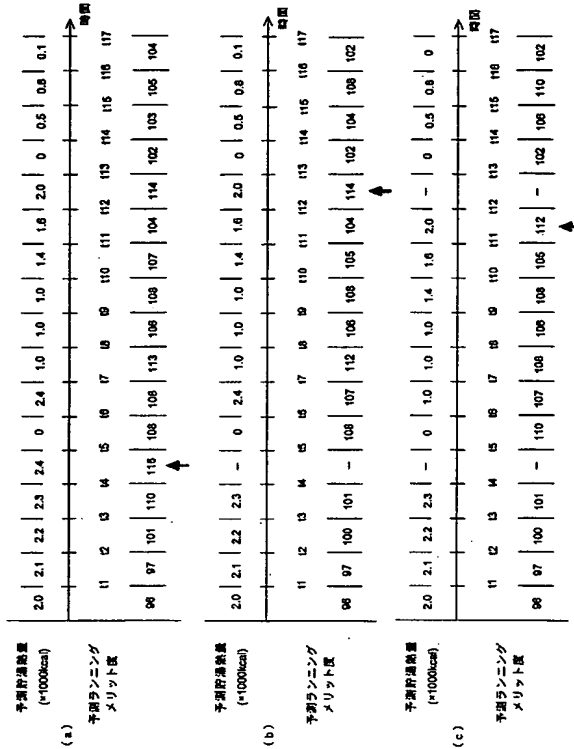 予測貯湯熱量 2.0 2.1 2.2 2.3 2.4 0 2.4 1.0 1.0 1.0 1.4 1.6 2.0 0 0.5 0.8 0.1
(×1000kcal)
時間
t1 t2 t3 t4 t5 t6 t7 t8 t9 t10 t11 t12 t13 t14 t15 t16 t17
予測ランニング
メリット度 96 97 101 110 115 108 106 113 106 108 107 104 114 102 103 105 104
(a)
予測貯湯熱量 2.0 2.1 2.2 2.3 − 0 2.4 1.0 1.0 1.0 1.4 1.6 2.0 0 0.5 0.8 0.1
(×1000kcal)
時間
t1 t2 t3 t4 t5 t6 t7 t8 t9 t10 t11 t12 t13 t14 t15 t16 t17
予測ランニング
メリット度 96 97 100 101 − 108 107 112 106 108 105 104 114 102 104 108 102
(b)
予測貯湯熱量 2.0 2.1 2.2 2.3 − 0 1.0 1.0 1.0 1.4 1.6 2.0 − 0 0.5 0.8 0
(×1000kcal)
時間
t1 t2 t3 t4 t5 t6 t7 t8 t9 t10 t11 t12 t13 t14 t15 t16 t17
予測ランニング
メリット度 96 97 100 101 − 110 107 108 106 108 105 112 − 102 106 110 102
(c)